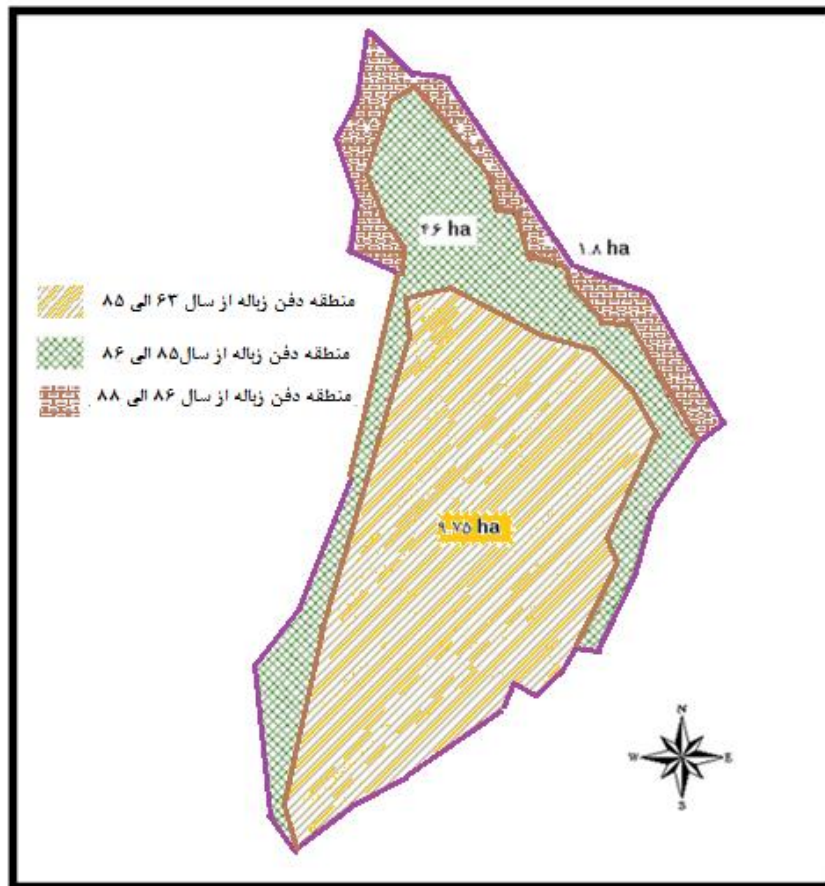 ۴۶ ha
۱.۸ ha
منطقه دفن زباله از سال ۶۳ الی ۸۵
منطقه دفن زباله از سال۸۵ الی ۸۶
منطقه دفن زباله از سال ۸۶ الی ۸۸
۹.۷۵ ha
N
W
E
S